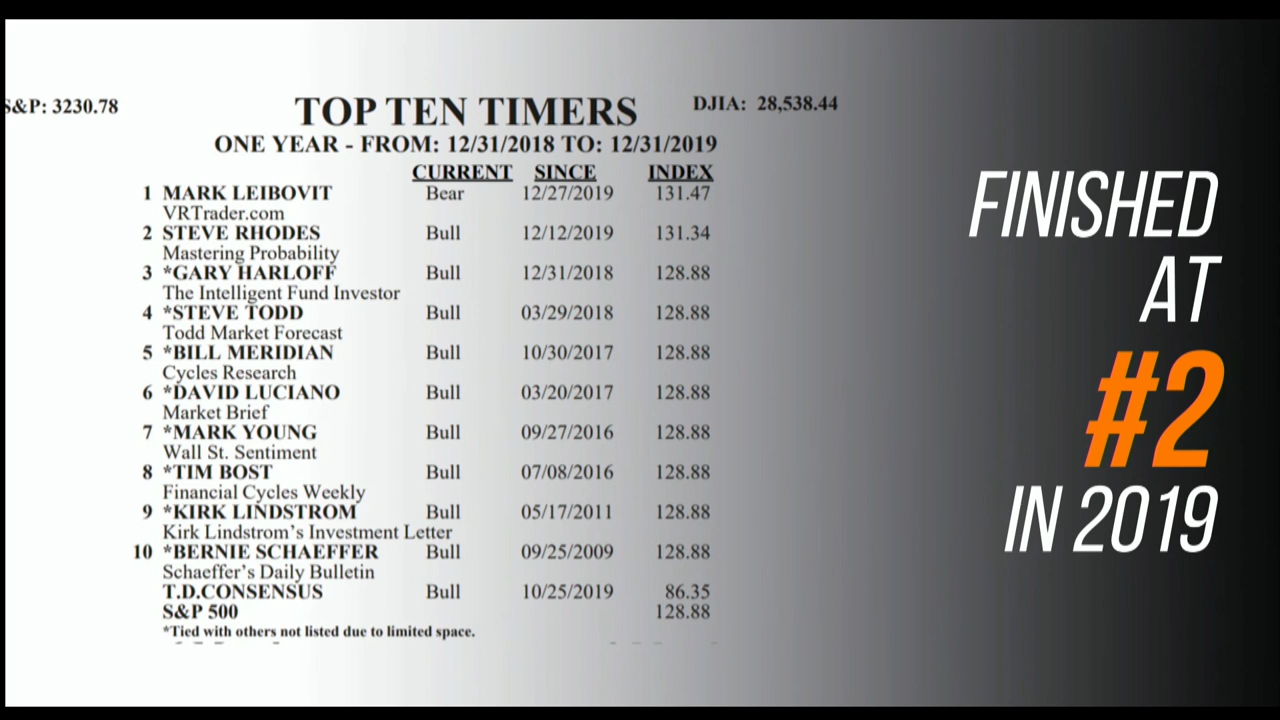 S&P: 3230.78
TOP TEN TIMERS
DJIA: 28,538.44
ONE YEAR - FROM: 12/31/2018 TO: 12/31/2019
CURRENT SINCE INDEX
1 MARK LEIBOVIT Bear 12/27/2019 131.47
VRTrader.com
2 STEVE RHODES Bull 12/12/2019 131.34
Mastering Probability
3 *GARY HARLOFF Bull 12/31/2018 128.88
The Intelligent Fund Investor
4 *STEVE TODD Bull 03/29/2018 128.88
Todd Market Forecast
5 *BILL MERIDIAN Bull 10/30/2017 128.88
Cycles Research
6 *DAVID LUCIANO Bull 03/20/2017 128.88
Market Brief
7 *MARK YOUNG Bull 09/27/2016 128.88
Wall St. Sentiment
8 *TIM BOST Bull 07/08/2016 128.88
Financial Cycles Weekly
9 *KIRK LINDSTROM Bull 05/17/2011 128.88
Kirk Lindstrom's Investment Letter
10 *BERNIE SCHAEFFER Bull 09/25/2009 128.88
Schaeffer's Daily Bulletin
T.D.CONSENSUS Bull 10/25/2019 86.35
S&P 500 128.88
*Tied with others not listed due to limited space.
FINISHED
AT
#2
IN 2019